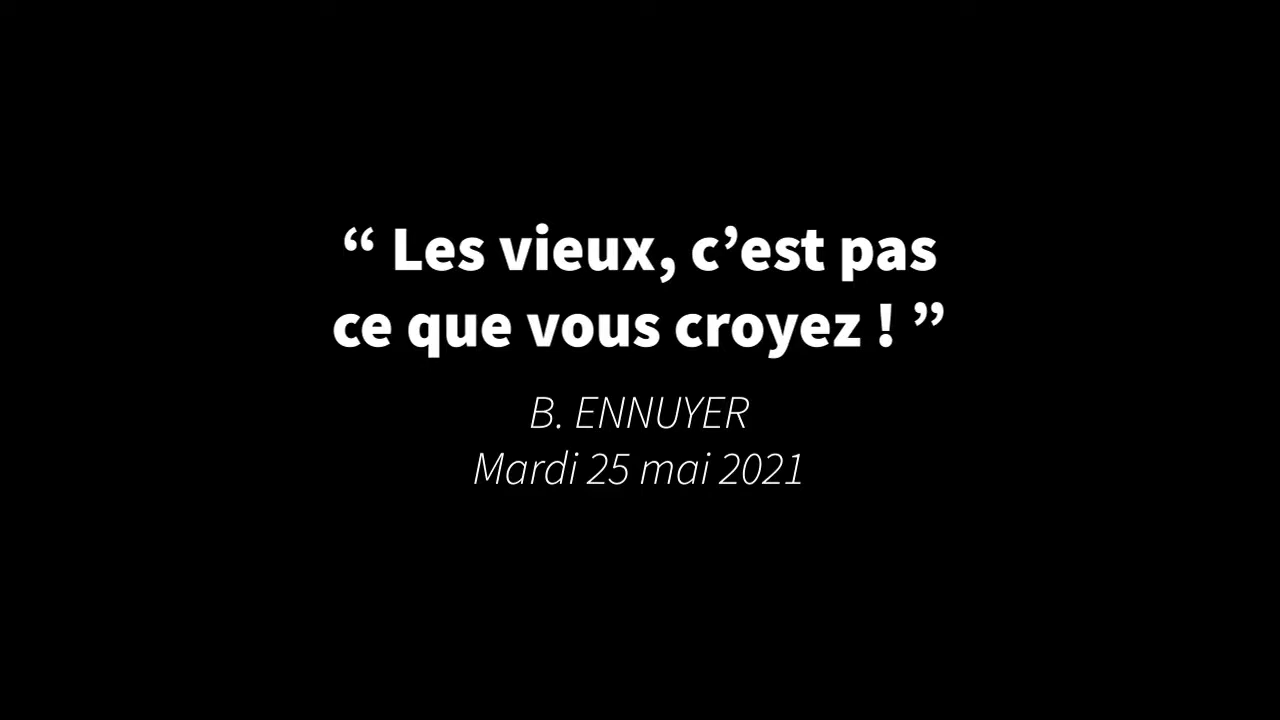 “ Les vieux, c’est pas
ce que vous croyez ! ”
B. ENNUYER
Mardi 25 mai 2021